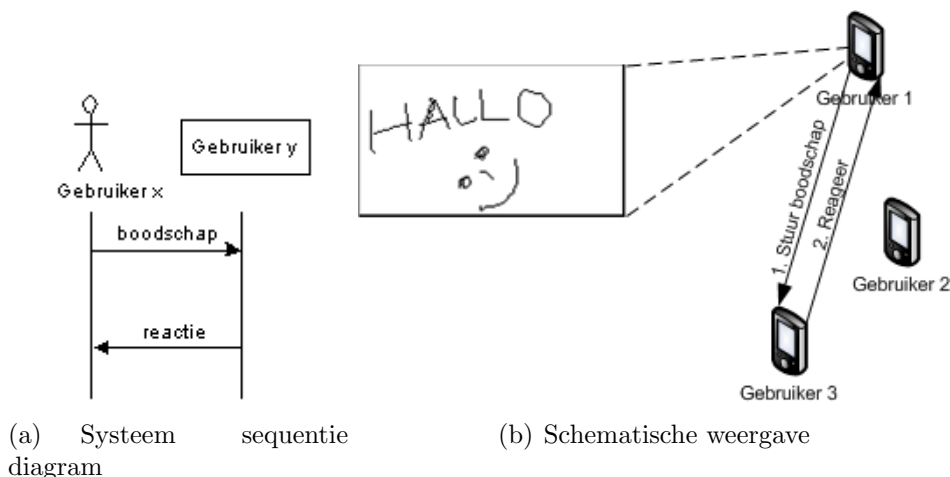 Gebruiker x
Gebruiker y
boodschap
reactie
(a) Systeem sequentie
diagram
HALLO
Gebruiker 1
1. Stuur boodschap
2. Reageer
Gebruiker 2
Gebruiker 3
(b) Schematische weergave